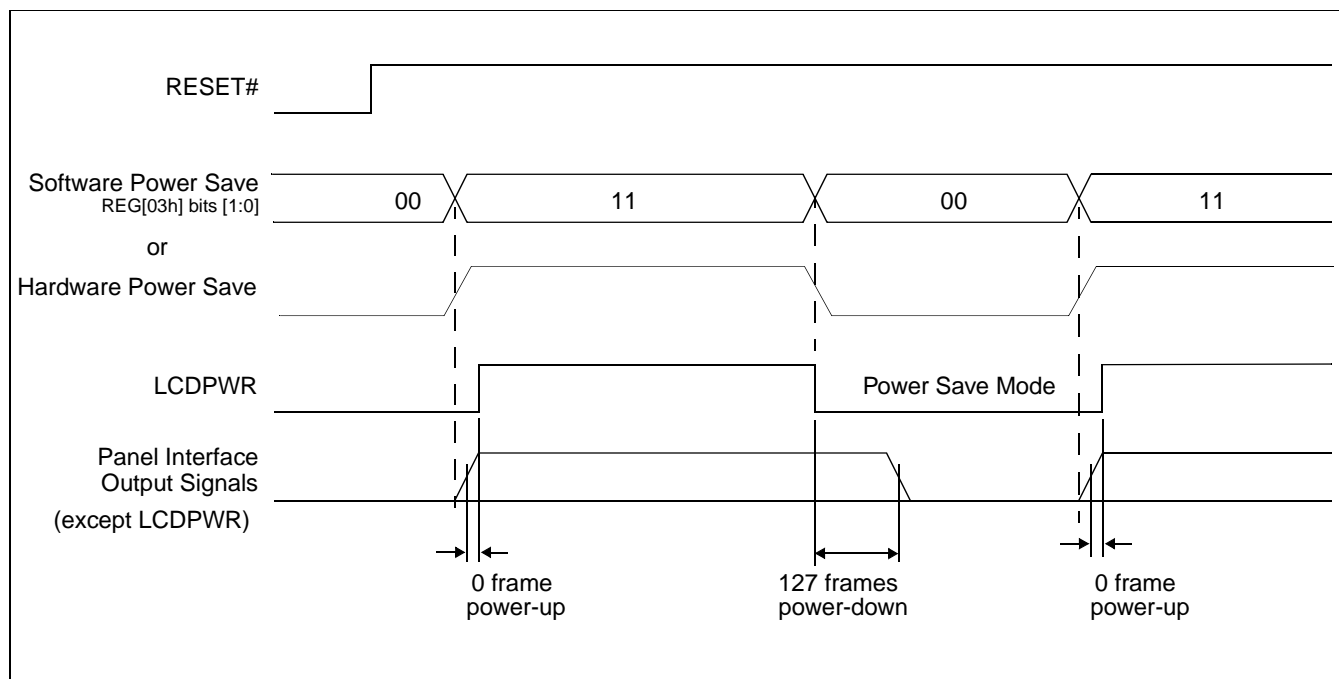 RESET#
Software Power Save
REG[03h] bits [1:0]
00
11
00
11
or
Hardware Power Save
LCDPWR
Power Save Mode
Panel Interface
Output Signals
(except LCDPWR)
0 frame
power-up
127 frames
power-down
0 frame
power-up